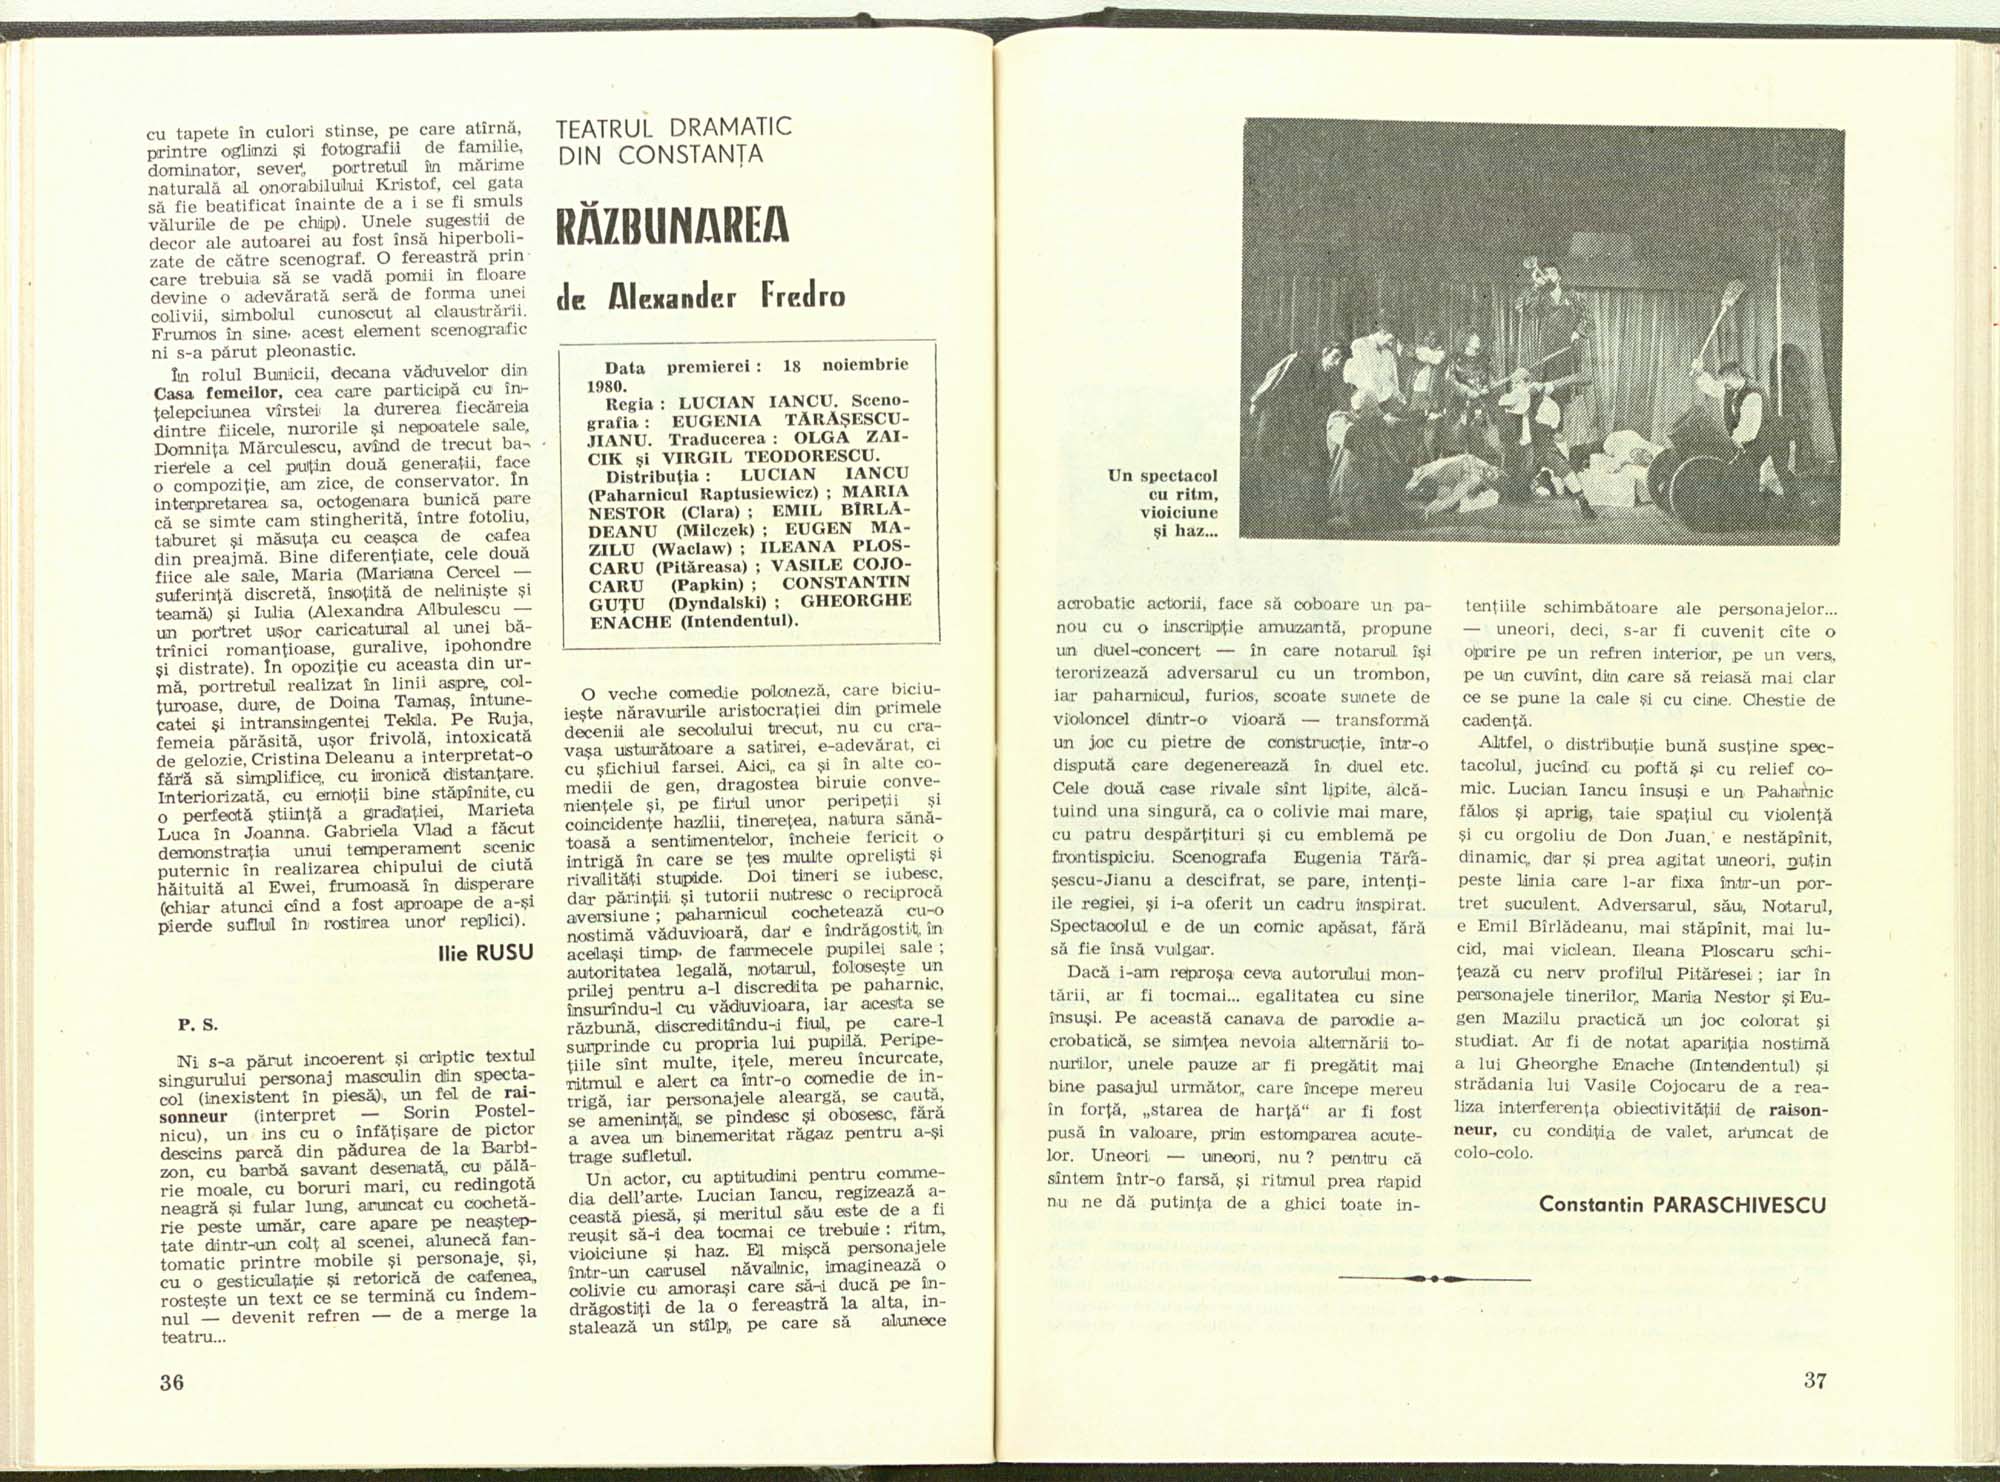 cu tapete în culori stinse, pe care atîrnă,
printre oglinzi și fotografii de familie,
dominator, sever, portretul în mărime
naturală al onorabilului Kristof, cel gata
să fie beatificat înainte de a i se fi smuls
vălurile de pe chip). Unele sugestii de
decor ale autoarei au fost însă hiperboli-
zate de către scenograf. O fereastră prin
care trebuia să se vadă pomii în floare
devine o adevărată seră de forma unei
colivii, simbolul cunoscut al claustrării.
Frumos în sine, acest element scenografic
ni s-a părut pleonastic.
În rolul Bunicii, decana văduvelor din
Casa femeilor, cea care participă cu în-
țelepciunea vîrstei la durerea fiecăreia
dintre fiicele, nurorile și nepoatele sale,
Domnița Mărculescu, avînd de trecut ba-
rierele a cel puțin două generații, face
o compoziție, am zice, de conservator. În
interpretarea sa, octogenara bunică pare
că se simte cam stingherită, între fotoliu,
taburet și măsuța cu ceașca de cafea
din preajmă. Bine diferențiate, cele două
fiice ale sale, Maria (Mariana Cercel —
suferință discretă, însoțită de neliniște și
teamă) și Iulia (Alexandra Albulescu —
un portret ușor caricatural al unei bă-
trînici romanțioase, guralive, ipohondre
și distrate). În opoziție cu aceasta din ur-
mă, portretul realizat în linii aspre, col-
țuroase, dure, de Doina Tamaș, întune-
catei și intransingentei Tekla. Pe Ruja,
femeia părăsită, ușor frivolă, intoxicată
de gelozie, Cristina Deleanu a interpretat-o
fără să simplifice, cu ironică distanțare.
Interiorizată, cu emoții bine stăpînite, cu
o perfectă știință a gradației, Marieta
Luca în Joanna. Gabriela Vlad a făcut
demonstrația unui temperament scenic
puternic în realizarea chipului de ciută
hăituită al Ewei, frumoasă în disperare
(chiar atunci cînd a fost aproape de a-și
pierde suflul în rostirea unor replici).
Ilie RUSU
P. S.
Ni s-a părut incoerent și criptic textul
singurului personaj masculin din specta-
col (inexistent în piesă), un fel de rai-
sonneur (interpret — Sorin Postel-
nicu), un ins cu o înfățișare de pictor
descins parcă din pădurea de la Barbi-
zon, cu barbă savant desenată, cu pălă-
rie moale, cu boruri mari, cu redingotă
neagră și fular lung, aruncat cu cochetă-
rie peste umăr, care apare pe neaștep-
tate dintr-un colț al scenei, alunecă fan-
tomatic printre mobile și personaje, și,
cu o gesticulație și retorică de cafenea,
rostește un text ce se termină cu îndem-
nul — devenit refren — de a merge la
teatru...
36
TEATRUL DRAMATIC
DIN CONSTANȚA
RĂZBUNAREA
de Alexander Fredro
Data premierei : 18 noiembrie
1980.
Regia : LUCIAN IANCU. Sceno-
grafia : EUGENIA TĂRĂȘESCU-
JIANU. Traducerea : OLGA ZAI-
CIK și VIRGIL TEODORESCU.
Distribuția : LUCIAN IANCU
(Paharnicul Raptusiewicz) ; MARIA
NESTOR (Clara) ; EMIL BÎRLĂ-
DEANU (Milczek) ; EUGEN MA-
ZILU (Waclaw) ; ILEANA PLOS-
CARU (Pităreasa) ; VASILE COJO-
CARU (Papkin) ; CONSTANTIN
GUȚU (Dyndalski) ; GHEORGHE
ENACHE (Intendentul).
O veche comedie poloneză, care biciu-
iește năravurile aristocrației din primele
decenii ale secolului trecut, nu cu cra-
vașa usturătoare a satirei, e-adevărat, ci
cu șfichiul farsei. Aici, ca și în alte co-
medii de gen, dragostea biruie conve-
niențele și, pe firul unor peripeții și
coincidențe hazlii, tinerețea, natura sănă-
toasă a sentimentelor, încheie fericit o
intrigă în care se țes multe opreliști și
rivalități stupide. Doi tineri se iubesc,
dar părinții și tutorii nutresc o reciprocă
aversiune ; paharnicul cochetează cu-o
nostimă văduvioară, dar e îndrăgostit, în
același timp, de farmecele pupilei sale ;
autoritatea legală, notarul, folosește un
prilej pentru a-l discredita pe paharnic,
însurîndu-l cu văduvioara, iar acesta se
răzbună, discreditîndu-i fiul, pe care-l
surprinde cu propria lui pupilă. Peripe-
țiile sînt multe, ițele, mereu încurcate,
ritmul e alert ca într-o comedie de in-
trigă, iar personajele aleargă, se caută,
se amenință, se pîndesc și obosesc, fără
a avea un binemeritat răgaz pentru a-și
trage sufletul.
Un actor, cu aptitudini pentru comme-
dia dell'arte, Lucian Iancu, regizează a-
ceastă piesă, și meritul său este de a fi
reușit să-i dea tocmai ce trebuie : ritm,
vioiciune și haz. El mișcă personajele
într-un carusel năvalnic, imaginează o
colivie cu amorași care să-i ducă pe în-
drăgostiți de la o fereastră la alta, in-
stalează un stîlp, pe care să alunece
Un spectacol
cu ritm,
vioiciune
și haz...
acrobatic actorii, face să coboare un pa-
nou cu o inscripție amuzantă, propune
un duel-concert — în care notarul își
terorizează adversarul cu un trombon,
iar paharnicul, furios, scoate sunete de
violoncel dintr-o vioară — transformă
un joc cu pietre de construcție, într-o
dispută care degenerează în duel etc.
Cele două case rivale sînt lipite, alcă-
tuind una singură, ca o colivie mai mare,
cu patru despărțituri și cu emblemă pe
frontispiciu. Scenografa Eugenia Tără-
șescu-Jianu a descifrat, se pare, intenți-
ile regiei, și i-a oferit un cadru inspirat.
Spectacolul e de un comic apăsat, fără
să fie însă vulgar.
Dacă i-am reproșa ceva autorului mon-
tării, ar fi tocmai... egalitatea cu sine
însuși. Pe această canava de parodie a-
crobatică, se simțea nevoia alternării to-
nurilor, unele pauze ar fi pregătit mai
bine pasajul următor, care începe mereu
în forță, „starea de harță“ ar fi fost
pusă în valoare, prin estomparea acute-
lor. Uneori — uneori, nu ? pentru că
sîntem într-o farsă, și ritmul prea rapid
nu ne dă putința de a ghici toate in-
tențiile schimbătoare ale personajelor...
— uneori, deci, s-ar fi cuvenit cîte o
oprire pe un refren interior, pe un vers,
pe un cuvînt, din care să reiasă mai clar
ce se pune la cale și cu cine. Chestie de
cadență.
Altfel, o distribuție bună susține spec-
tacolul, jucînd cu poftă și cu relief co-
mic. Lucian Iancu însuși e un Paharnic
fălos și aprig, taie spațiul cu violență
și cu orgoliu de Don Juan, e nestăpînit,
dinamic, dar și prea agitat uneori, puțin
peste linia care l-ar fixa într-un por-
tret suculent. Adversarul, său, Notarul,
e Emil Bîrlădeanu, mai stăpînit, mai lu-
cid, mai viclean. Ileana Ploscaru schi-
țează cu nerv profilul Pităresei ; iar în
personajele tinerilor, Maria Nestor și Eu-
gen Mazilu practică un joc colorat și
studiat. Ar fi de notat apariția nostimă
a lui Gheorghe Enache (Intendentul) și
strădania lui Vasile Cojocaru de a rea-
liza interferența obiectivității de raison-
neur, cu condiția de valet, aruncat de
colo-colo.
Constantin PARASCHIVESCU
37